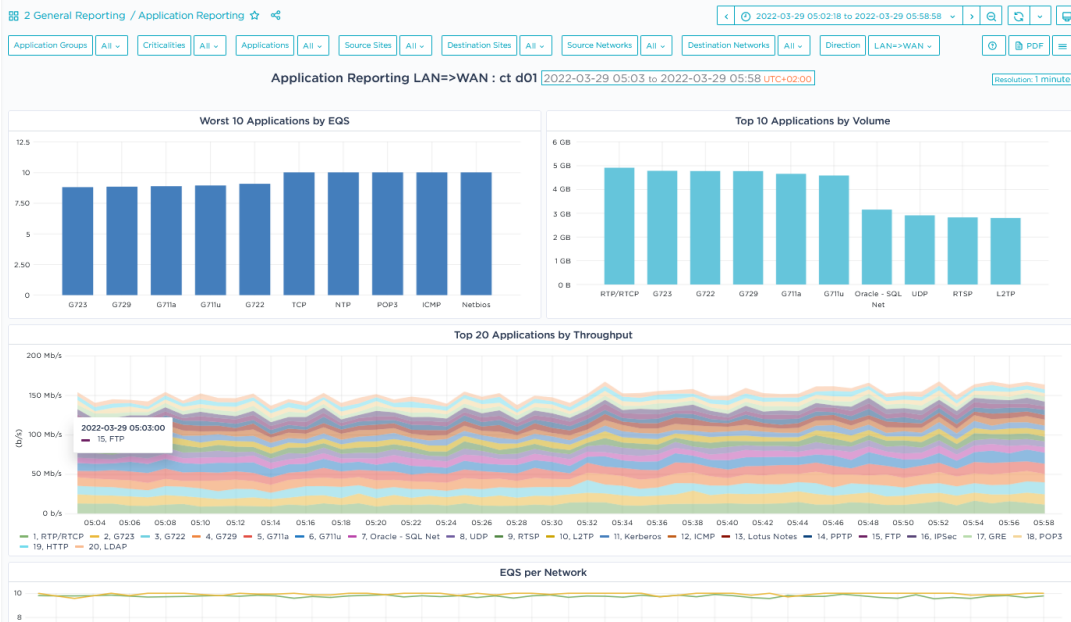 2 General Reporting / Application Reporting
2022-03-29 05:02:18 to 2022-03-29 05:58:58
Application Groups All Criticalities All Applications All Source Sites All Destination Sites All Source Networks All Destination Networks All Direction LAN=>WAN PDF
Application Reporting LAN=>WAN : ct d01 2022-03-29 05:03 to 2022-03-29 05:58 UTC+02:00
Resolution: 1 minute
Worst 10 Applications by EQS
12.5
10
7.50
5
2.50
0
G723 G729 G711a G711u G722 TCP NTP POP3 ICMP Netbios
Top 10 Applications by Volume
6 GB
5 GB
4 GB
3 GB
2 GB
1 GB
0 B
RTP/RTCP G723 G722 G729 G711a G711u Oracle - SQL Net UDP RTSP L2TP
Top 20 Applications by Throughput
200 Mb/s
150 Mb/s
100 Mb/s
50 Mb/s
0 b/s
(b/s)
2022-03-29 05:03:00
15, FTP
05:04 05:06 05:08 05:10 05:12 05:14 05:16 05:18 05:20 05:22 05:24 05:26 05:28 05:30 05:32 05:34 05:36 05:38 05:40 05:42 05:44 05:46 05:48 05:50 05:52 05:54 05:56 05:58
1, RTP/RTCP 2, G723 3, G722 4, G729 5, G711a 6, G711u 7, Oracle - SQL Net 8, UDP 9, RTSP 10, L2TP 11, Kerberos 12, ICMP 13, Lotus Notes 14, PPTP 15, FTP 16, IPSec 17, GRE 18, POP3
19, HTTP 20, LDAP
EQS per Network
10
8